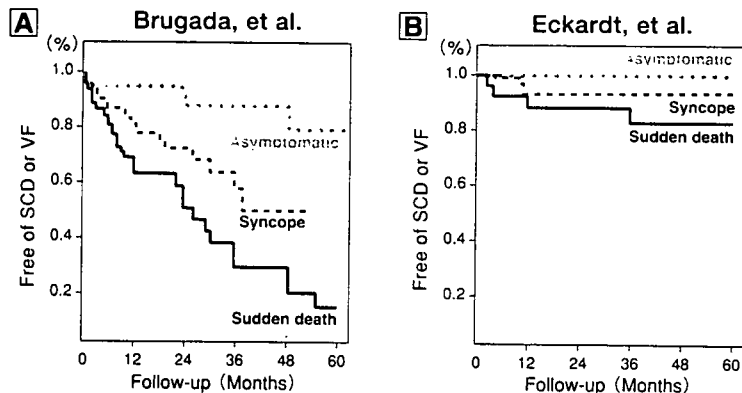 A Brugada, et al.
(%)
1.0
0.8
0.6
0.4
0.2
Free of SCD or VF
Asymptomatic
Syncope
Sudden death
0 12 24 36 48 60
Follow-up (Months)
B Eckardt, et al.
(%)
1.0
0.8
0.6
0.4
0.2
Free of SCD or VF
Asymptomatic
Syncope
Sudden death
0 12 24 36 48 60
Follow-up (Months)